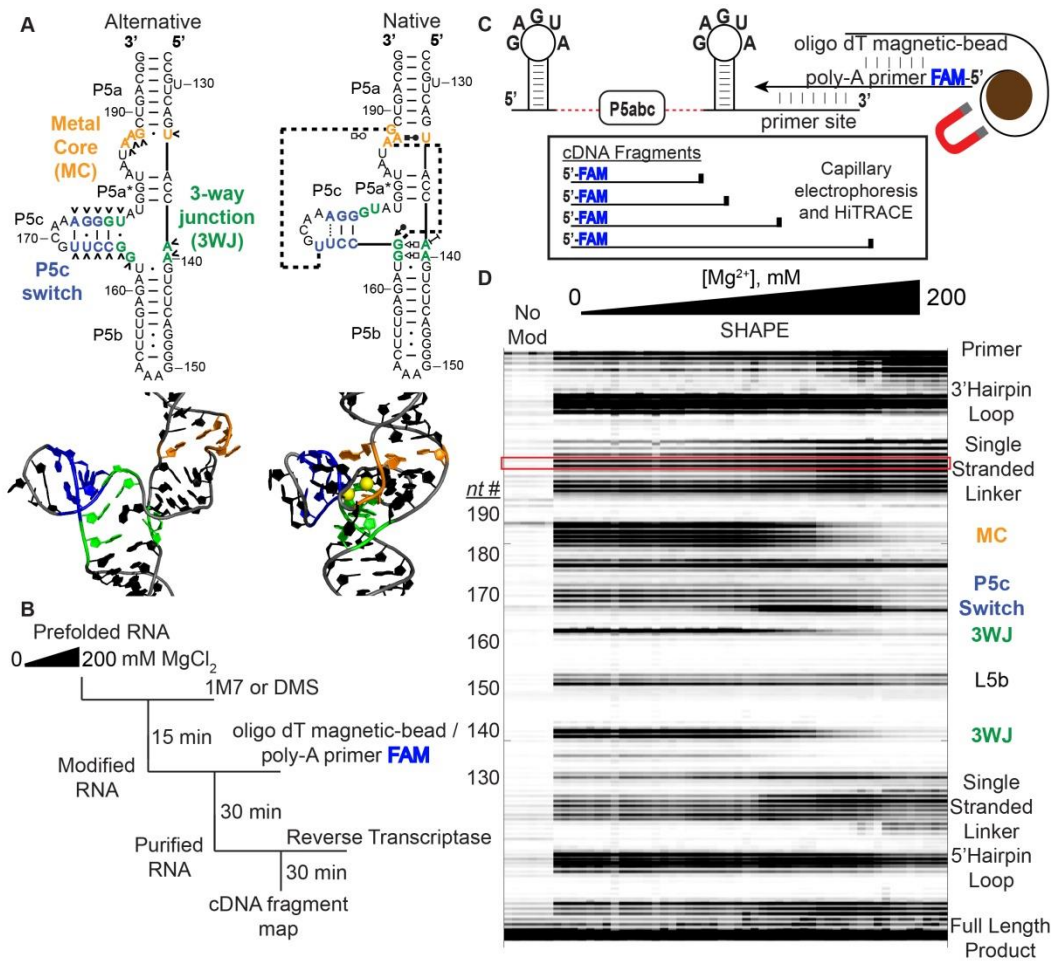 A
Alternative
3'
5'
P5a
130
190
Metal
Core
(MC)
P5a*
P5c
170
P5c
switch
3-way
junction
(3WJ)
140
160
P5b
150
Native
3'
5'
P5a
130
190
P5c
P5a*
140
160
P5b
150
B
Prefolded RNA
0
200 mM MgCl2
1M7 or DMS
15 min
oligo dT magnetic-bead /
poly-A primer FAM
Modified
RNA
30 min
Purified
RNA
Reverse Transcriptase
30 min
cDNA fragment
map
C
G A G U A
G A G U A
oligo dT magnetic-bead
poly-A primer FAM-5'
5'
P5abc
3'
primer site
cDNA Fragments
5'-FAM
5'-FAM
5'-FAM
5'-FAM
Capillary
electrophoresis
and HiTRACE
D
[Mg2+], mM
0
200
No
Mod
SHAPE
nt #
190
180
170
160
150
140
130
Primer
3'Hairpin
Loop
Single
Stranded
Linker
MC
P5c
Switch
3WJ
L5b
3WJ
Single
Stranded
Linker
5'Hairpin
Loop
Full Length
Product